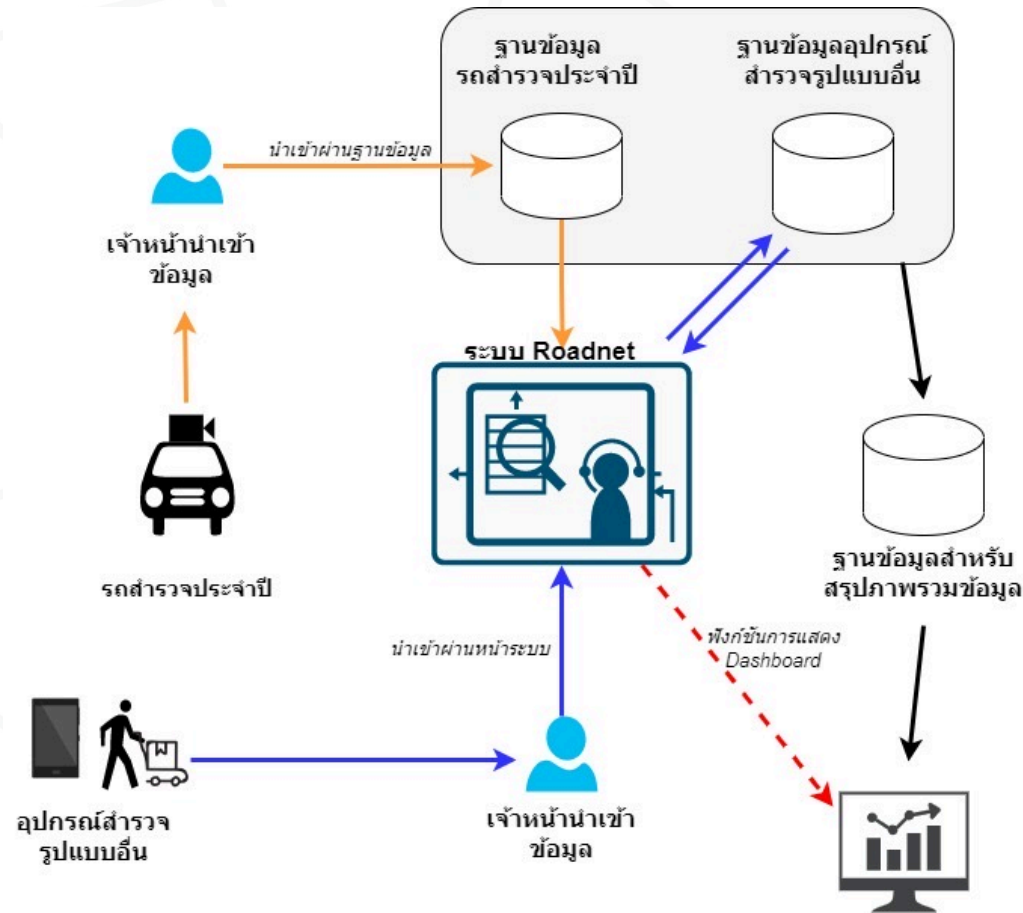 ฐานข้อมูล
รถสำรวจประจำปี
ฐานข้อมูลอุปกรณ์
สำรวจรูปแบบอื่น
นำเข้าผ่านฐานข้อมูล
เจ้าหน้านำเข้า
ข้อมูล
ระบบ Roadnet
รถสำรวจประจำปี
ฐานข้อมูลสำหรับ
สรุปภาพรวมข้อมูล
นำเข้าผ่านหน้าระบบ
ฟังก์ชันการแสดง
Dashboard
อุปกรณ์สำรวจ
รูปแบบอื่น
เจ้าหน้านำเข้า
ข้อมูล